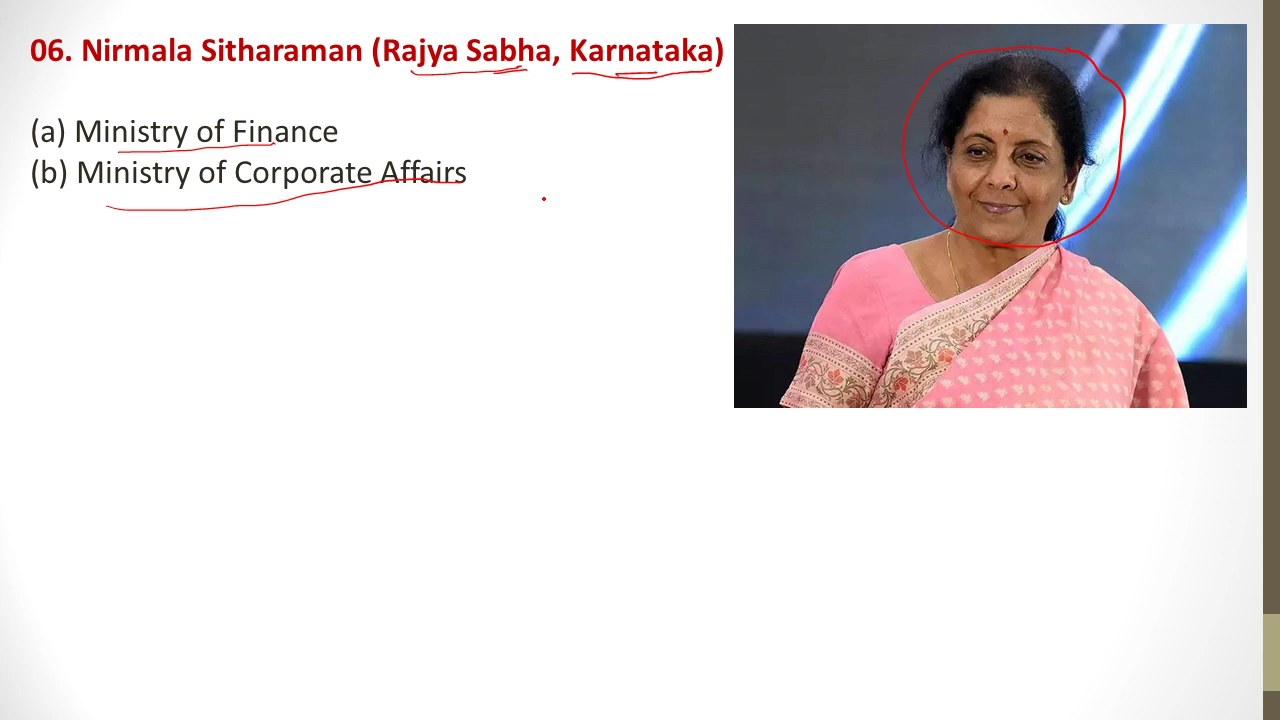 06. Nirmala Sitharaman (Rajya Sabha, Karnataka)
(a) Ministry of Finance
(b) Ministry of Corporate Affairs